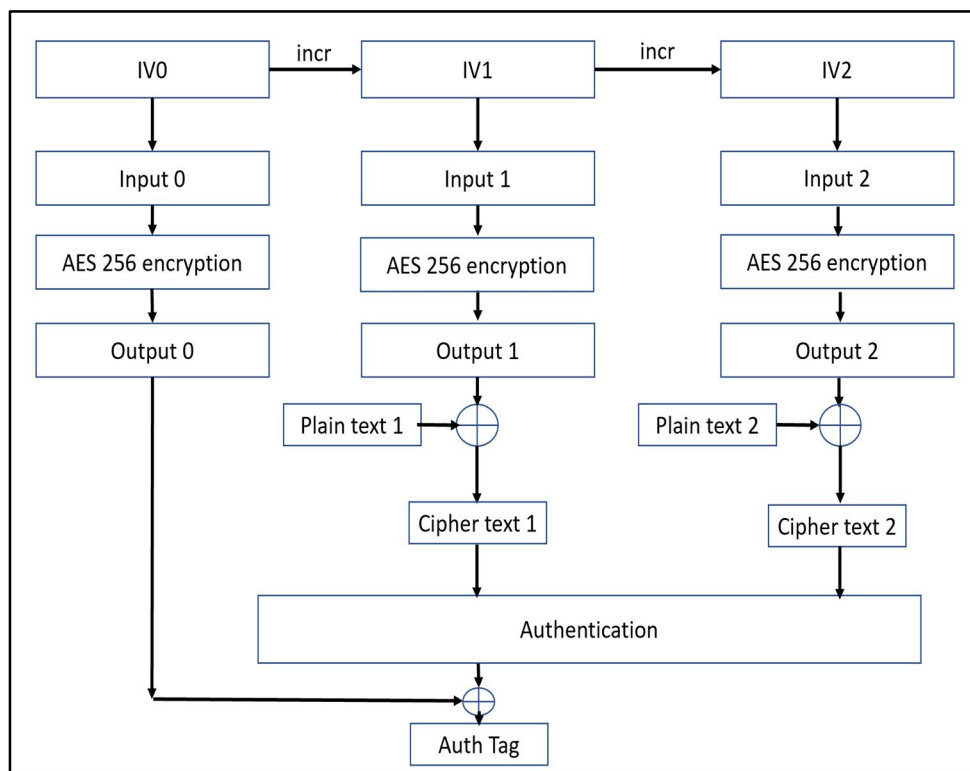 incr
incr
IV0
IV1
IV2
Input 0
Input 1
Input 2
AES 256 encryption
AES 256 encryption
AES 256 encryption
Output 0
Output 1
Output 2
Plain text 1
Plain text 2
Cipher text 1
Cipher text 2
Authentication
Auth Tag